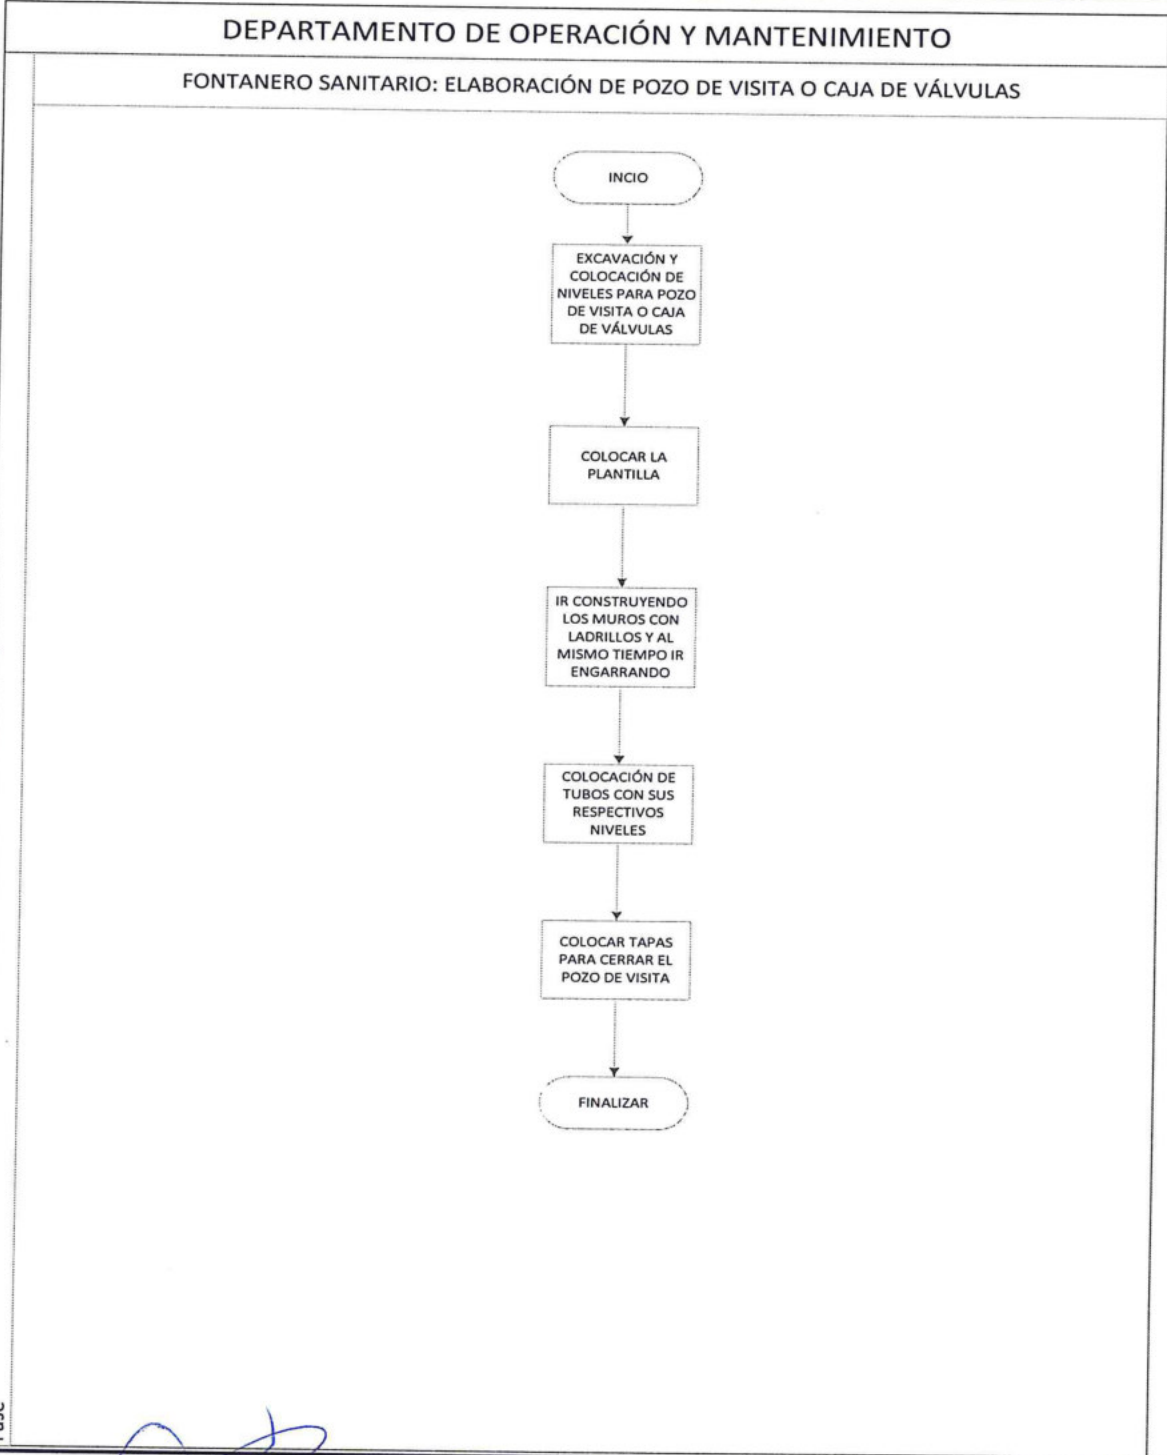 DEPARTAMENTO DE OPERACIÓN Y MANTENIMIENTO
FONTANERO SANITARIO: ELABORACIÓN DE POZO DE VISITA O CAJA DE VÁLVULAS
INCIO
EXCAVACIÓN Y
COLOCACIÓN DE
NIVELES PARA POZO
DE VISITA O CAJA
DE VÁLVULAS
COLOCAR LA
PLANTILLA
IR CONSTRUYENDO
LOS MUROS CON
LADRILLOS Y AL
MISMO TIEMPO IR
ENGARRANDO
COLOCACIÓN DE
TUBOS CON SUS
RESPECTIVOS
NIVELES
COLOCAR TAPAS
PARA CERRAR EL
POZO DE VISITA
FINALIZAR